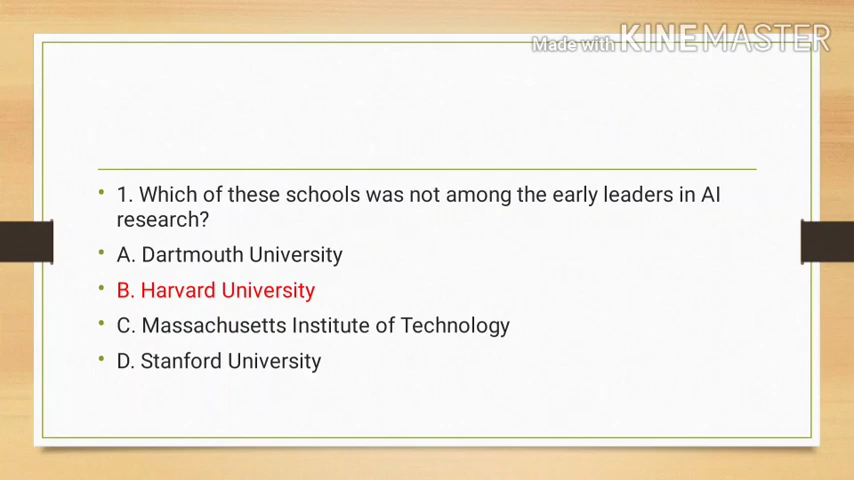 Made with KINEMASTER
• 1. Which of these schools was not among the early leaders in AI
research?
• A. Dartmouth University
• B. Harvard University
• C. Massachusetts Institute of Technology
• D. Stanford University